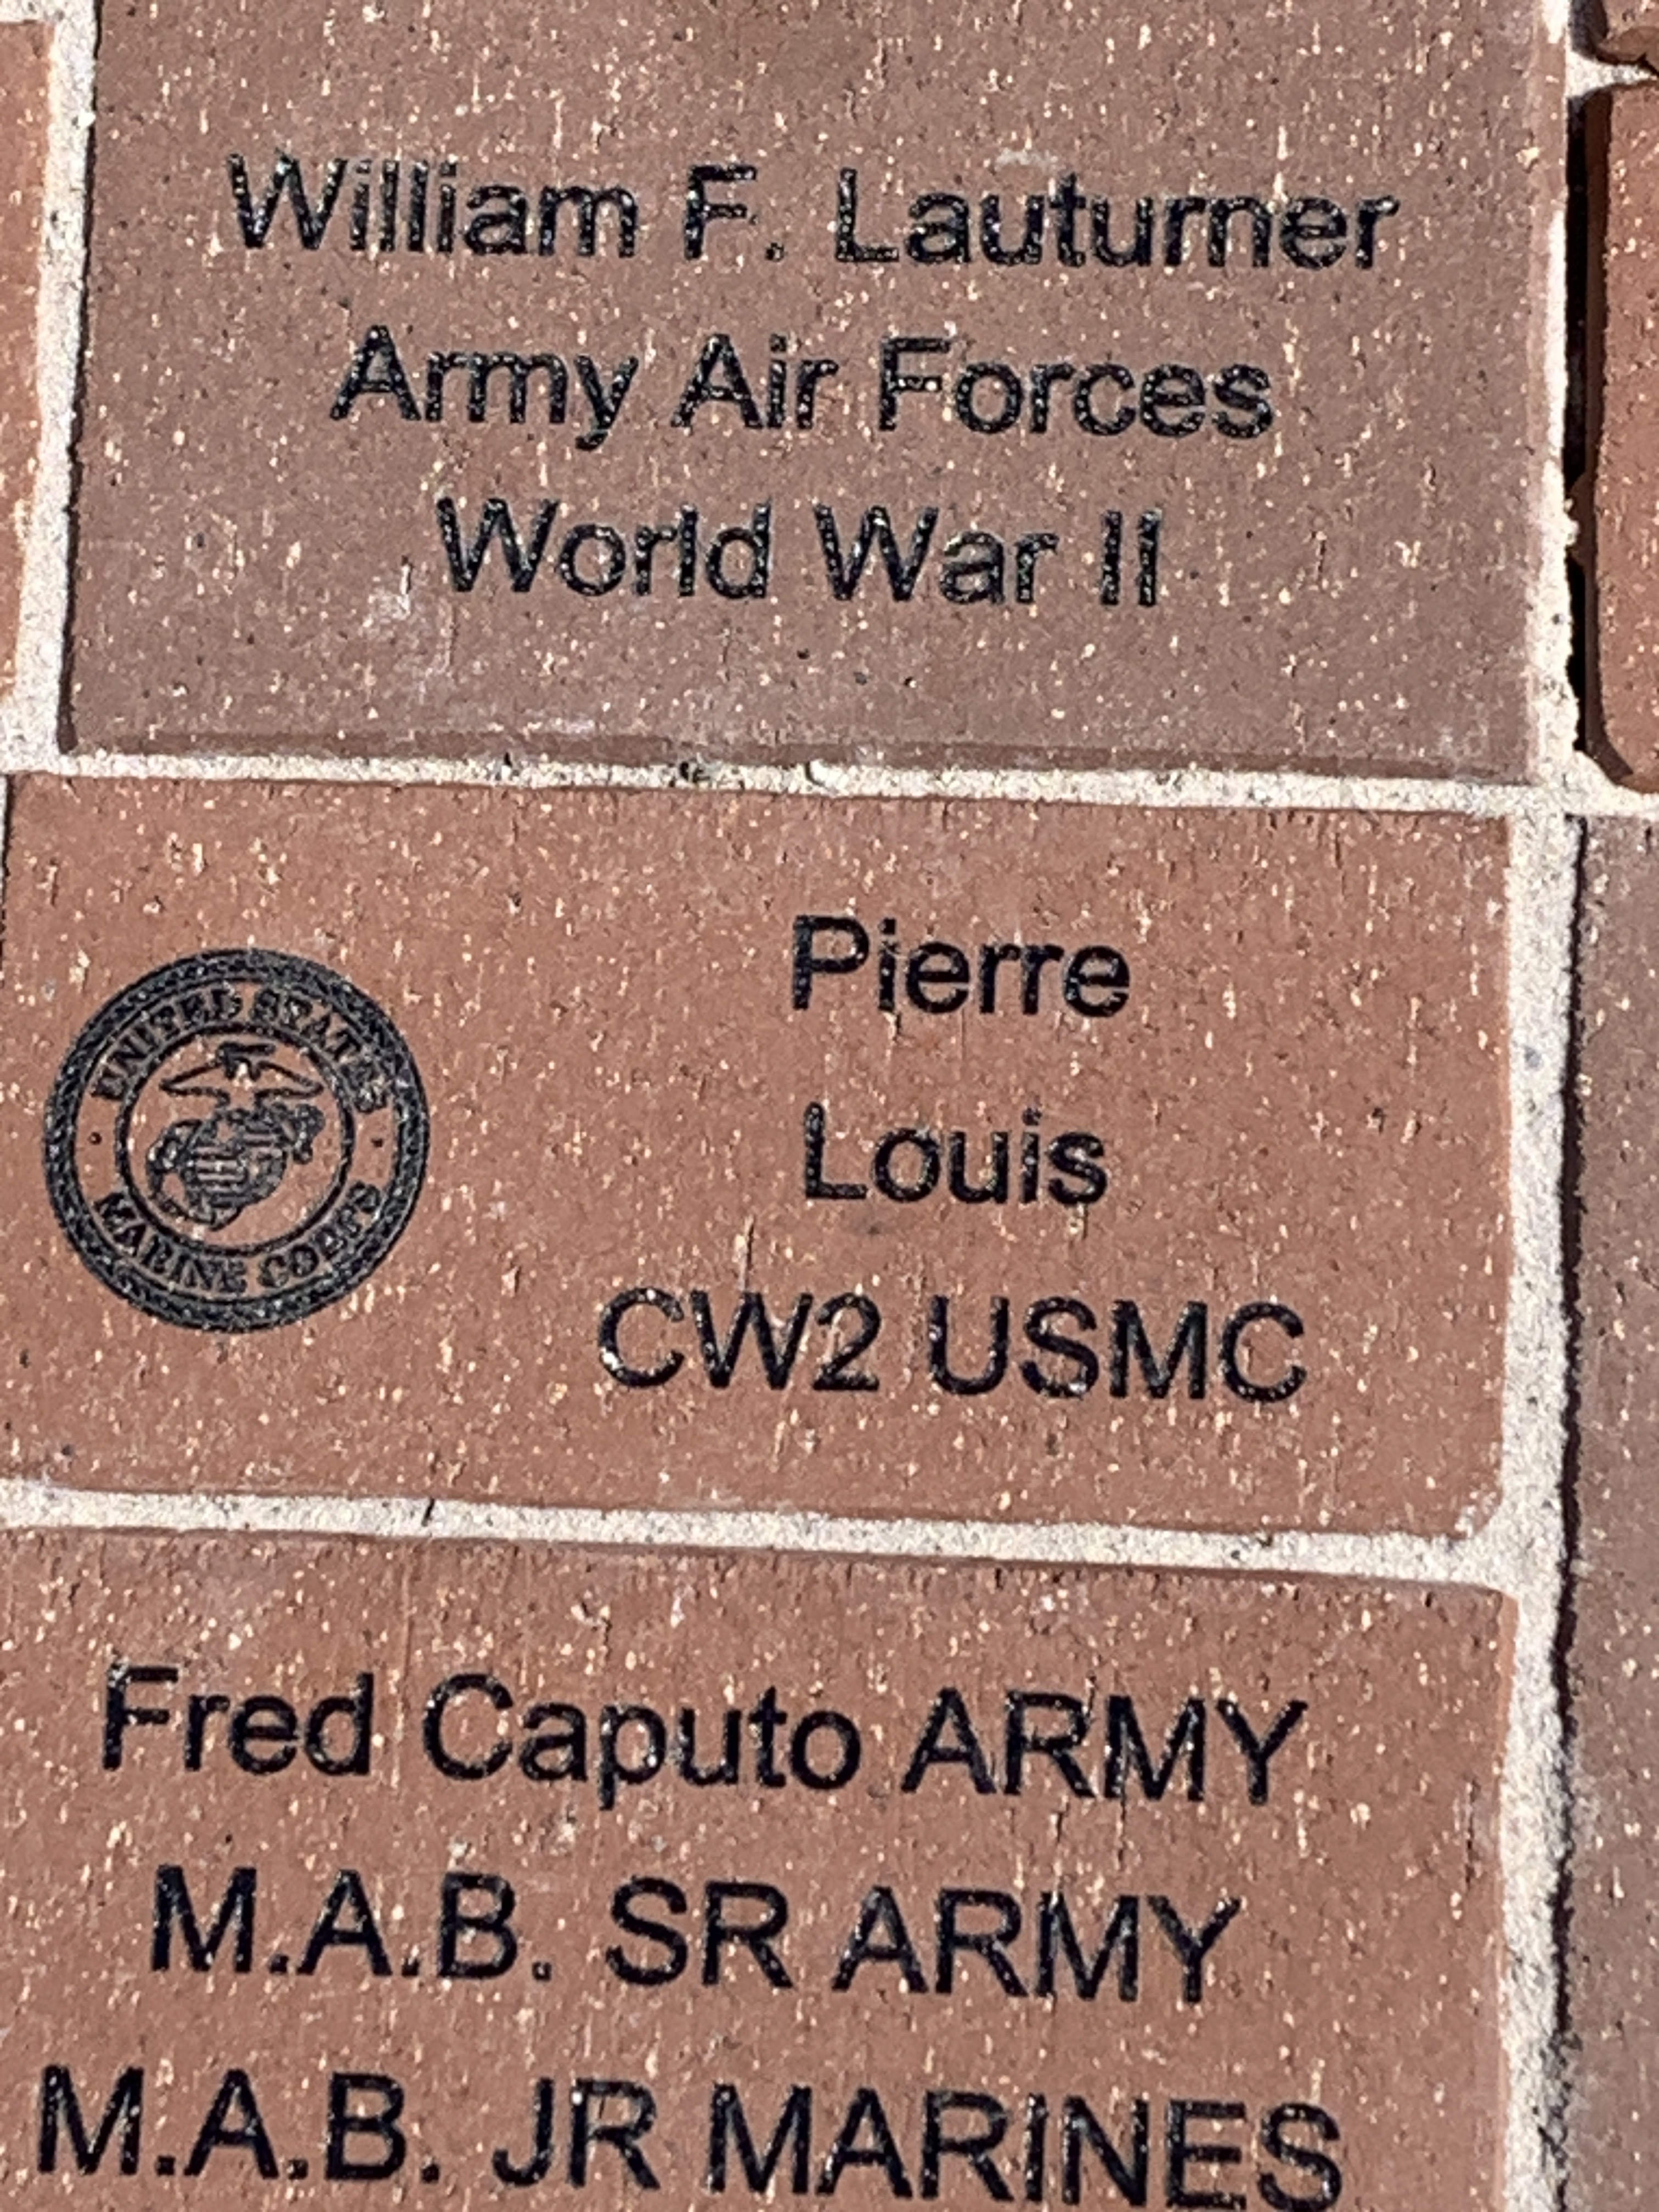 William F. Lauturner
Army Air Forces
World War II
UNITED STATES
MARINE CORPS
Pierre
Louis
CW2 USMC
Fred Caputo ARMY
M.A.B. SR ARMY
M.A.B. JR MARINES